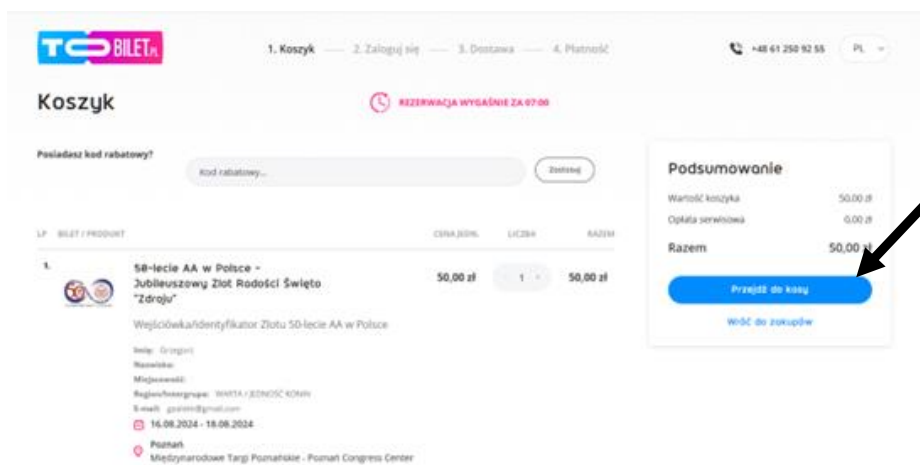 TOBILET.PL
1. Koszyk
2. Zaloguj się
3. Dostawa
4. Płatność
+48 61 250 92 55
PL
Koszyk
REZERWACJA WYGAŚNIE ZA 07:00
Posiadasz kod rabatowy?
Kod rabatowy...
Zastosuj
Podsumowanie
Wartość koszyka 50,00 zł
Opłata serwisowa 0,00 zł
Razem 50,00 zł
Przejdź do kasy
Wróć do zakupów
LP BILET / PRODUKT CENA JEDN. LICZBA RAZEM
1.
50-lecie AA w Polsce -
Jubileuszowy Zlot Radości Święto
"Zdroju"
50,00 zł 1 50,00 zł
Wejściówka/identyfikator Zlotu 50-lecie AA w Polsce
Imię: Grzegorz
Nazwisko:
Miejscowość:
Region/Intergrupa: WARTA / JEDNOŚĆ KONIN
E-mail:
16.08.2024 - 18.08.2024
Poznań
Międzynarodowe Targi Poznańskie - Poznań Congress Center